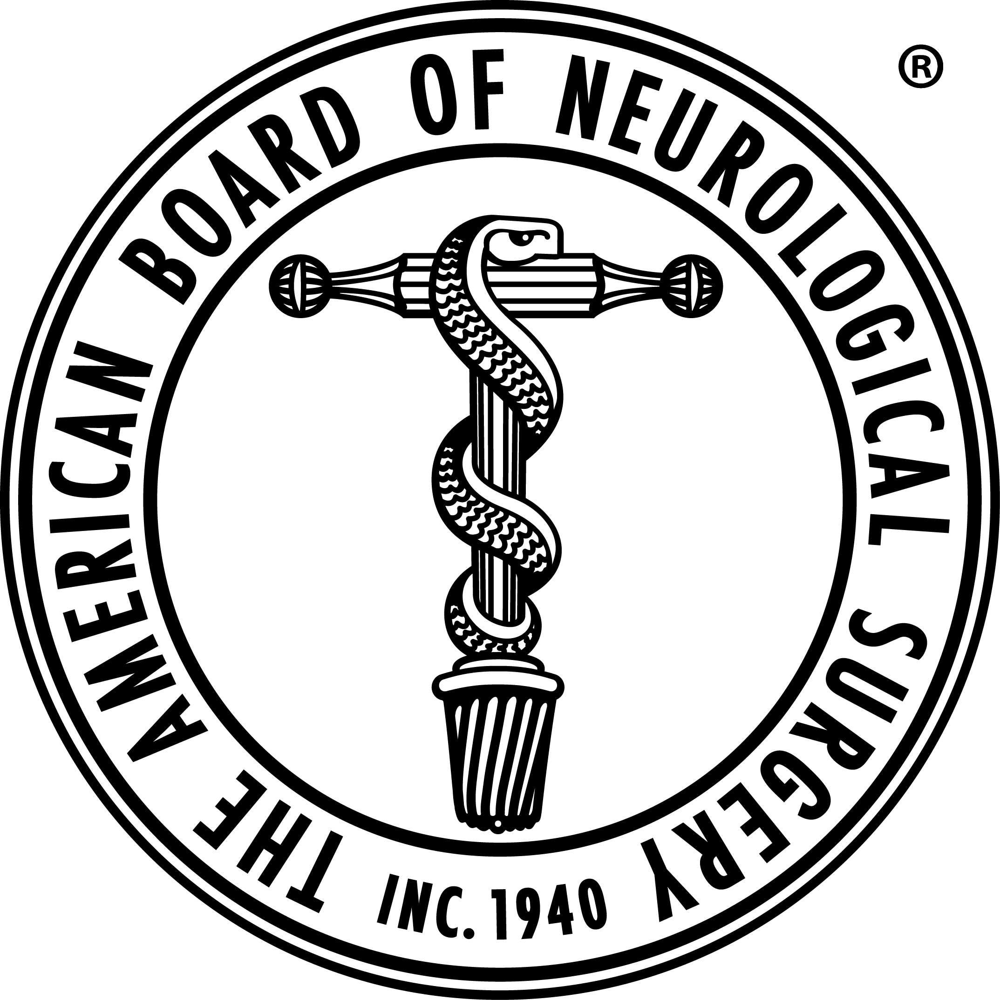 THE AMERICAN BOARD OF NEUROLOGICAL SURGERY
INC. 1940
®